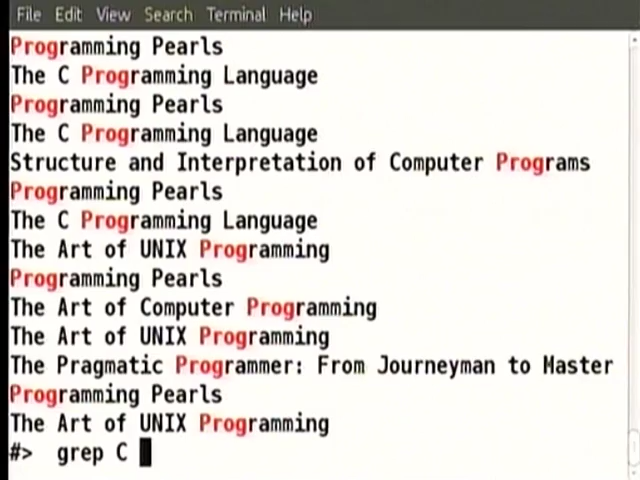 File Edit View Search Terminal Help
Programming Pearls
The C Programming Language
Programming Pearls
The C Programming Language
Structure and Interpretation of Computer Programs
Programming Pearls
The C Programming Language
The Art of UNIX Programming
Programming Pearls
The Art of Computer Programming
The Art of UNIX Programming
The Pragmatic Programmer: From Journeyman to Master
Programming Pearls
The Art of UNIX Programming
#> grep C